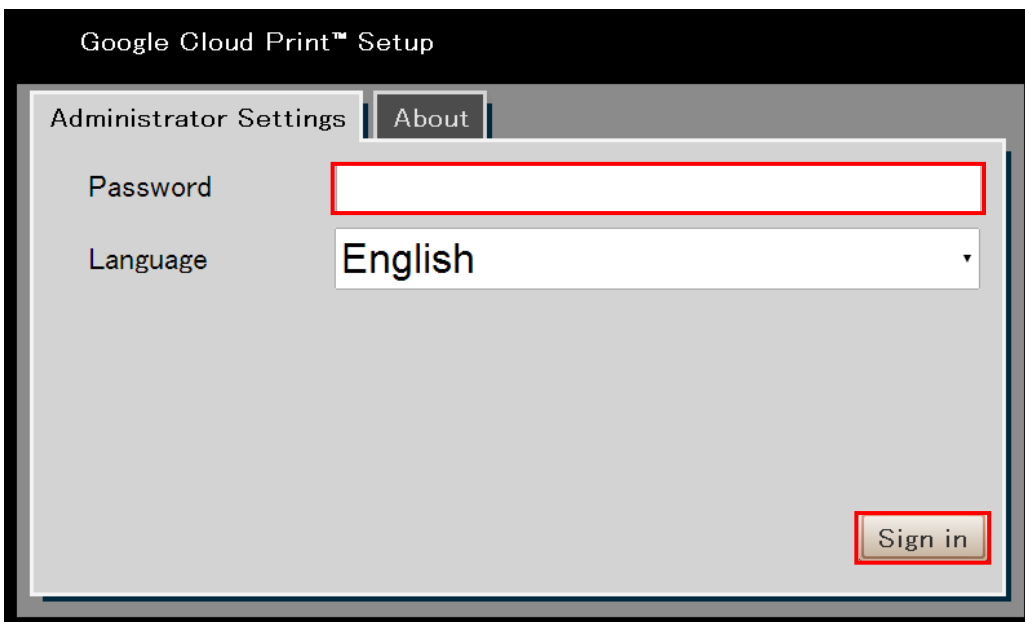 Google Cloud Print™ Setup
Administrator Settings About
Password
Language English
Sign in